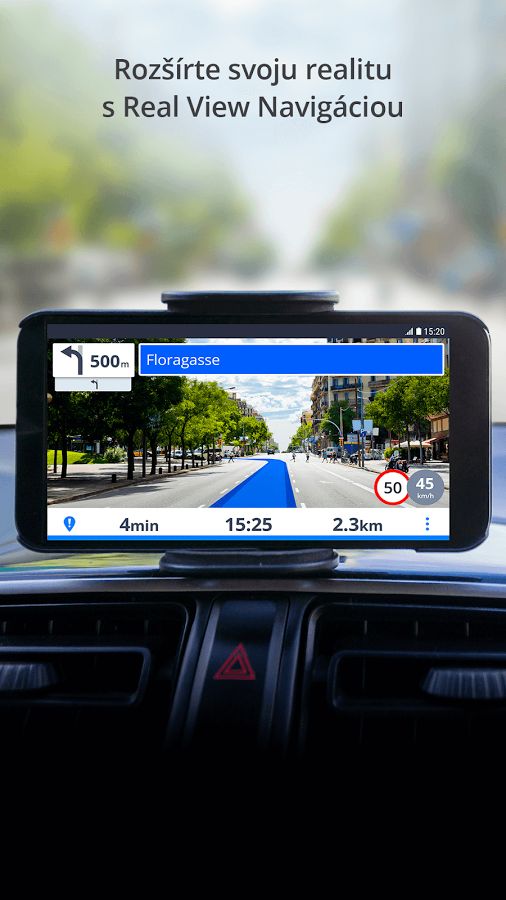 Rozšírte svoju realitu
s Real View Navigáciou
15:20
500m
Floragasse
50
45
km/h
4min
15:25
2.3km